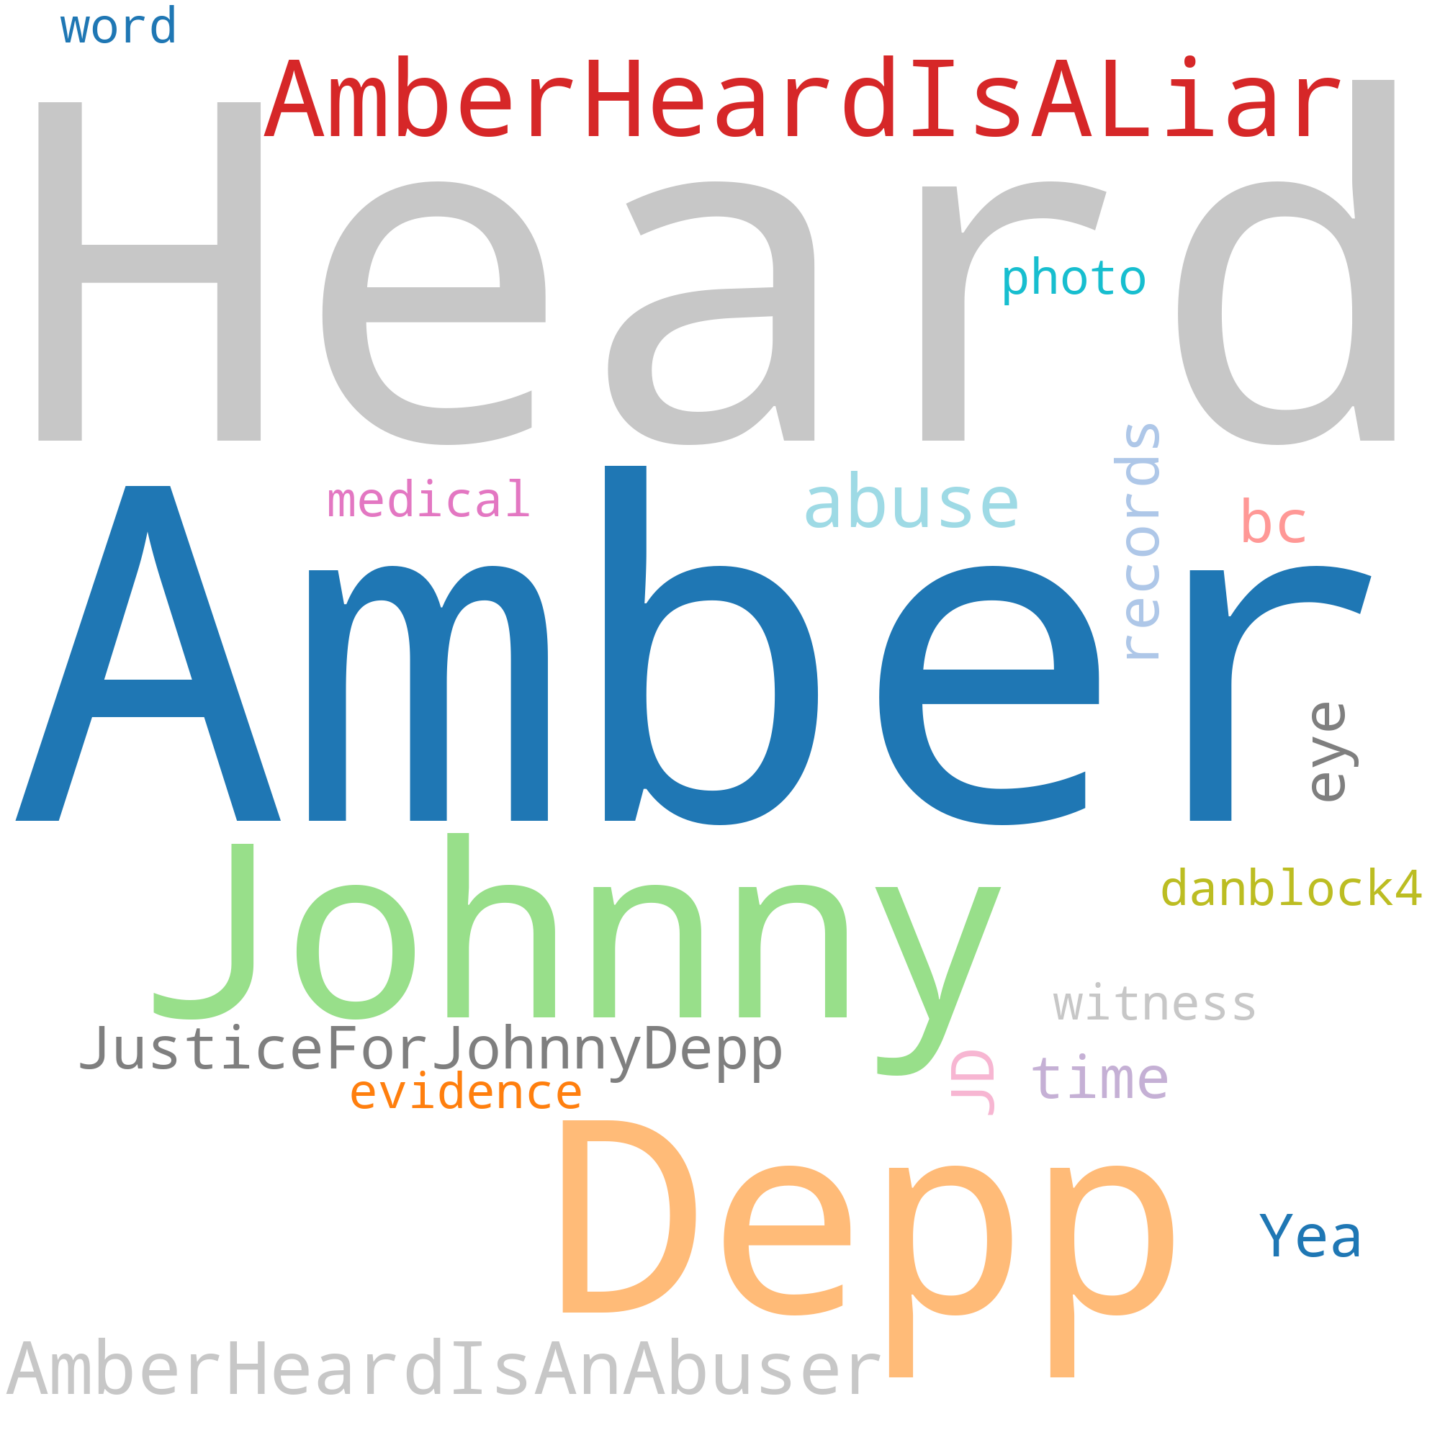 word
AmberHeardIsALiar
Heard
photo
records
medical
abuse
bc
Amber
eye
Johnny
danblock4
witness
JusticeForJohnnyDepp
JD
time
evidence
Depp
Yea
AmberHeardIsAnAbuser